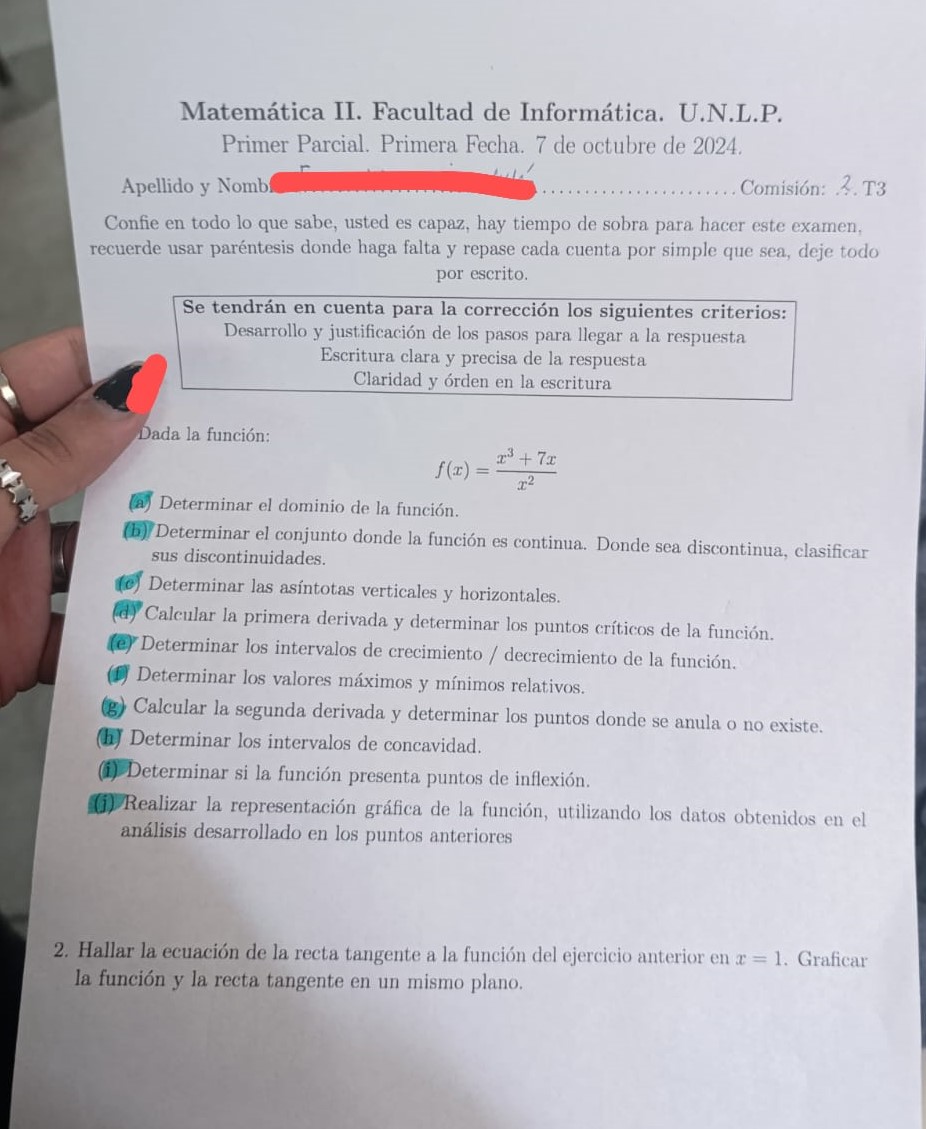 Matemática II. Facultad de Informática. U.N.L.P.
Primer Parcial. Primera Fecha. 7 de octubre de 2024.
Apellido y Nomb Comisión: 2. T3
Confie en todo lo que sabe, usted es capaz, hay tiempo de sobra para hacer este examen,
recuerde usar paréntesis donde haga falta y repase cada cuenta por simple que sea, deje todo
por escrito.
Se tendrán en cuenta para la corrección los siguientes criterios:
Desarrollo y justificación de los pasos para llegar a la respuesta
Escritura clara y precisa de la respuesta
Claridad y órden en la escritura
Dada la función:
f(x) = (x³ + 7x) / x²
(a) Determinar el dominio de la función.
(b) Determinar el conjunto donde la función es continua. Donde sea discontinua, clasificar
sus discontinuidades.
(c) Determinar las asíntotas verticales y horizontales.
(d) Calcular la primera derivada y determinar los puntos críticos de la función.
(e) Determinar los intervalos de crecimiento / decrecimiento de la función.
(f) Determinar los valores máximos y mínimos relativos.
(g) Calcular la segunda derivada y determinar los puntos donde se anula o no existe.
(h) Determinar los intervalos de concavidad.
(i) Determinar si la función presenta puntos de inflexión.
(j) Realizar la representación gráfica de la función, utilizando los datos obtenidos en el
análisis desarrollado en los puntos anteriores
2. Hallar la ecuación de la recta tangente a la función del ejercicio anterior en x = 1. Graficar
la función y la recta tangente en un mismo plano.